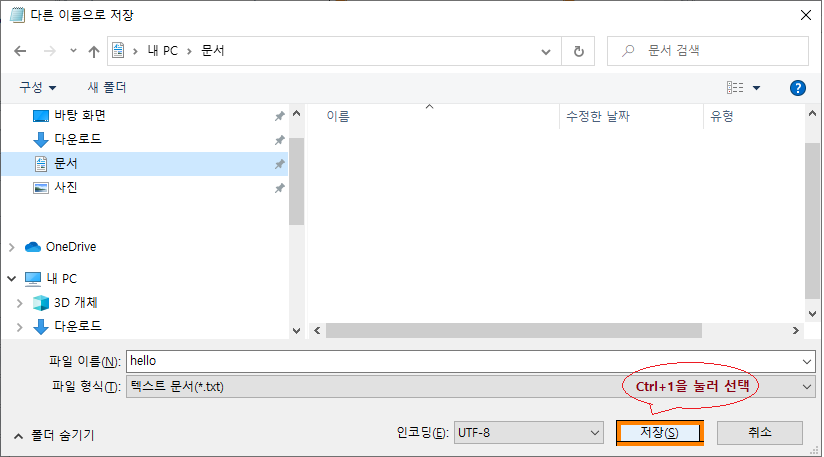 다른 이름으로 저장
내 PC
문서
문서 검색
구성
새 폴더
?
바탕 화면
다운로드
문서
사진
OneDrive
내 PC
3D 개체
다운로드
이름
수정한 날짜
유형
파일 이름(N):
hello
파일 형식(T):
텍스트 문서(*.txt)
Ctrl+1을 눌러 선택
폴더 숨기기
인코딩(E):
UTF-8
저장(S)
취소